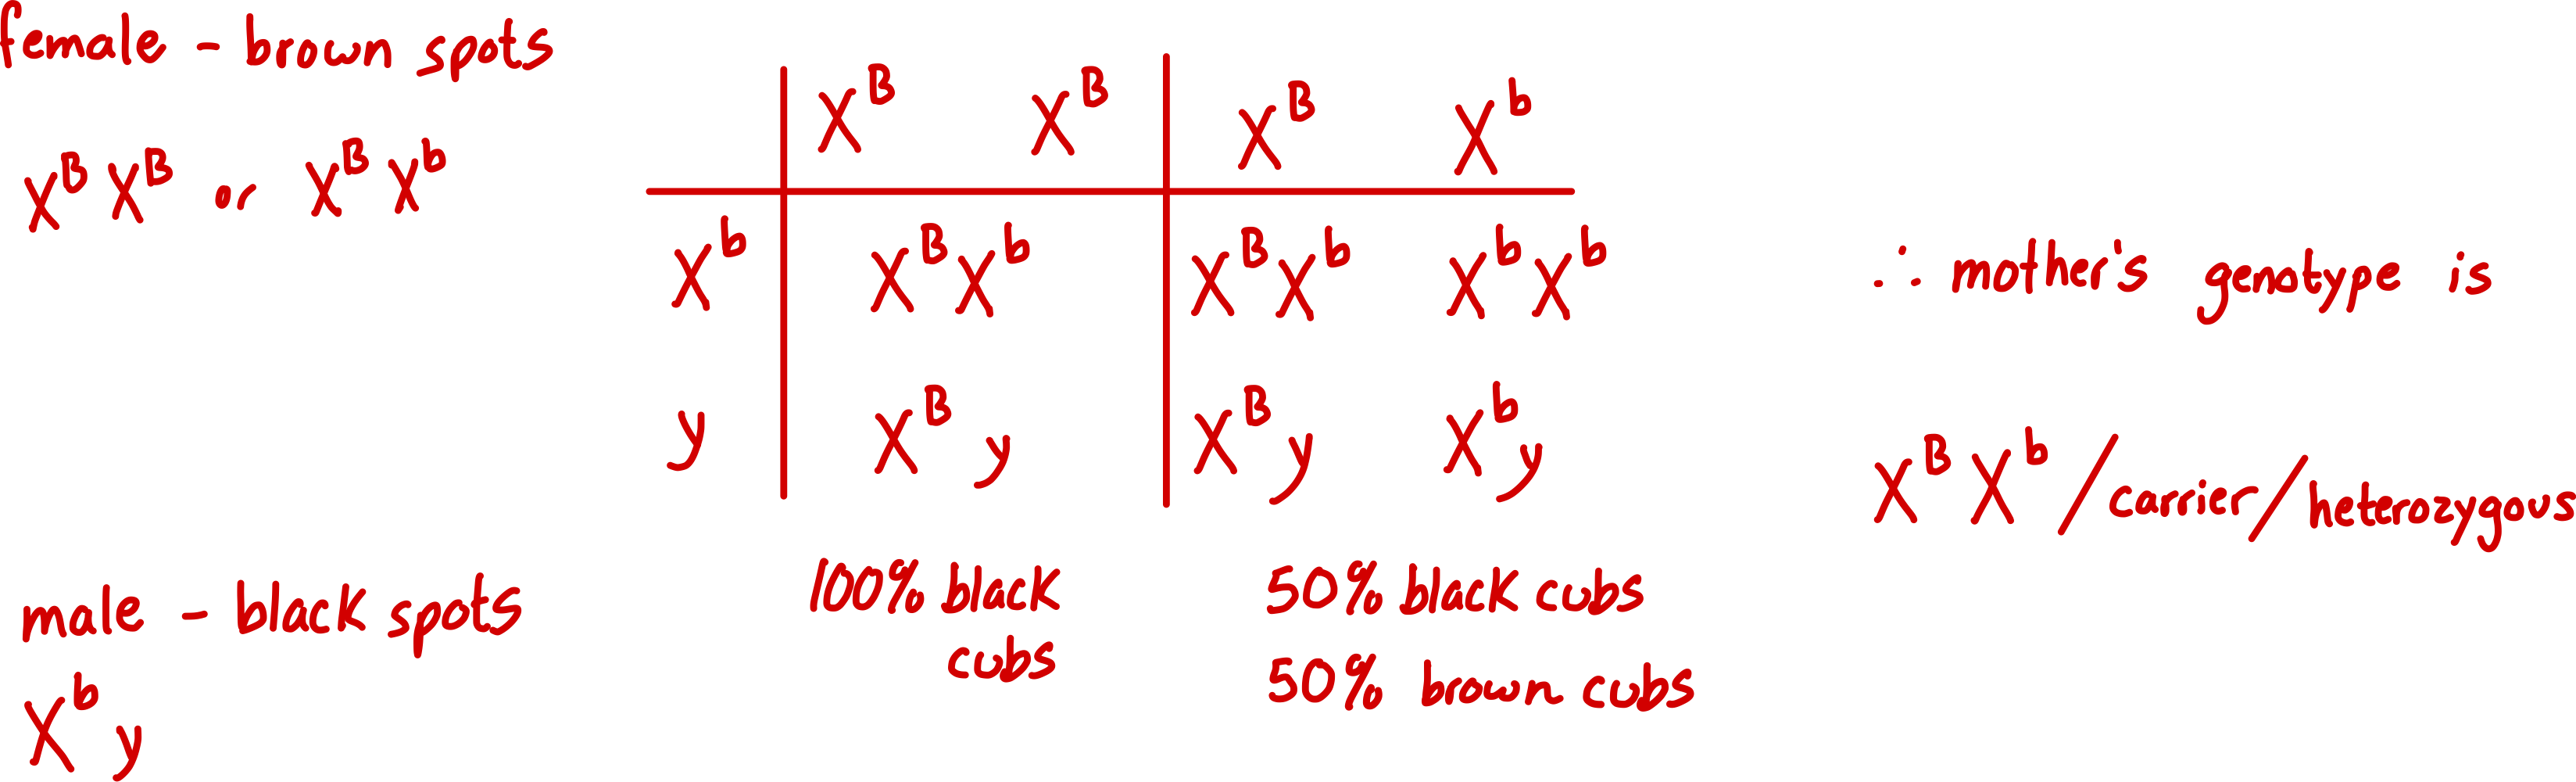 female - brown spots
X^B X^B or X^B X^b
X^B X^B X^B X^b
X^b X^B X^b X^B X^b X^b X^b
y X^B y X^B y X^b y
100% black
cubs
50% black cubs
50% brown cubs
male - black spots
X^b y
∴ mother's genotype is
X^B X^b / carrier / heterozygous